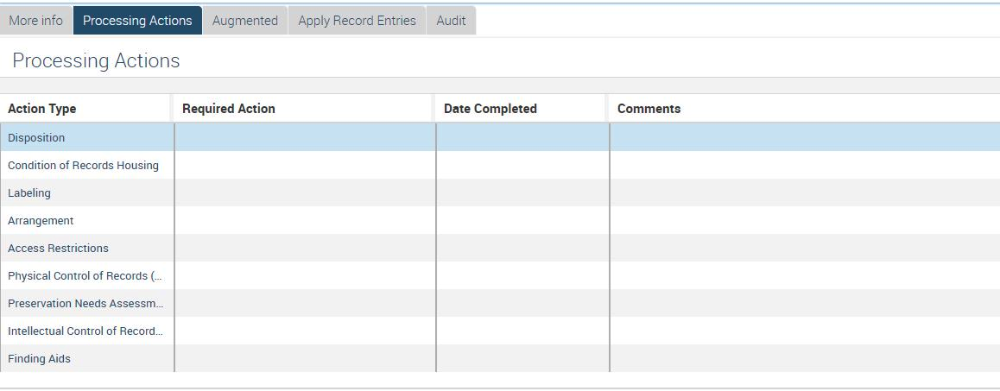 More info Processing Actions Augmented Apply Record Entries Audit
Processing Actions
Action Type Required Action Date Completed Comments
Disposition
Condition of Records Housing
Labeling
Arrangement
Access Restrictions
Physical Control of Records (...
Preservation Needs Assessm...
Intellectual Control of Record...
Finding Aids